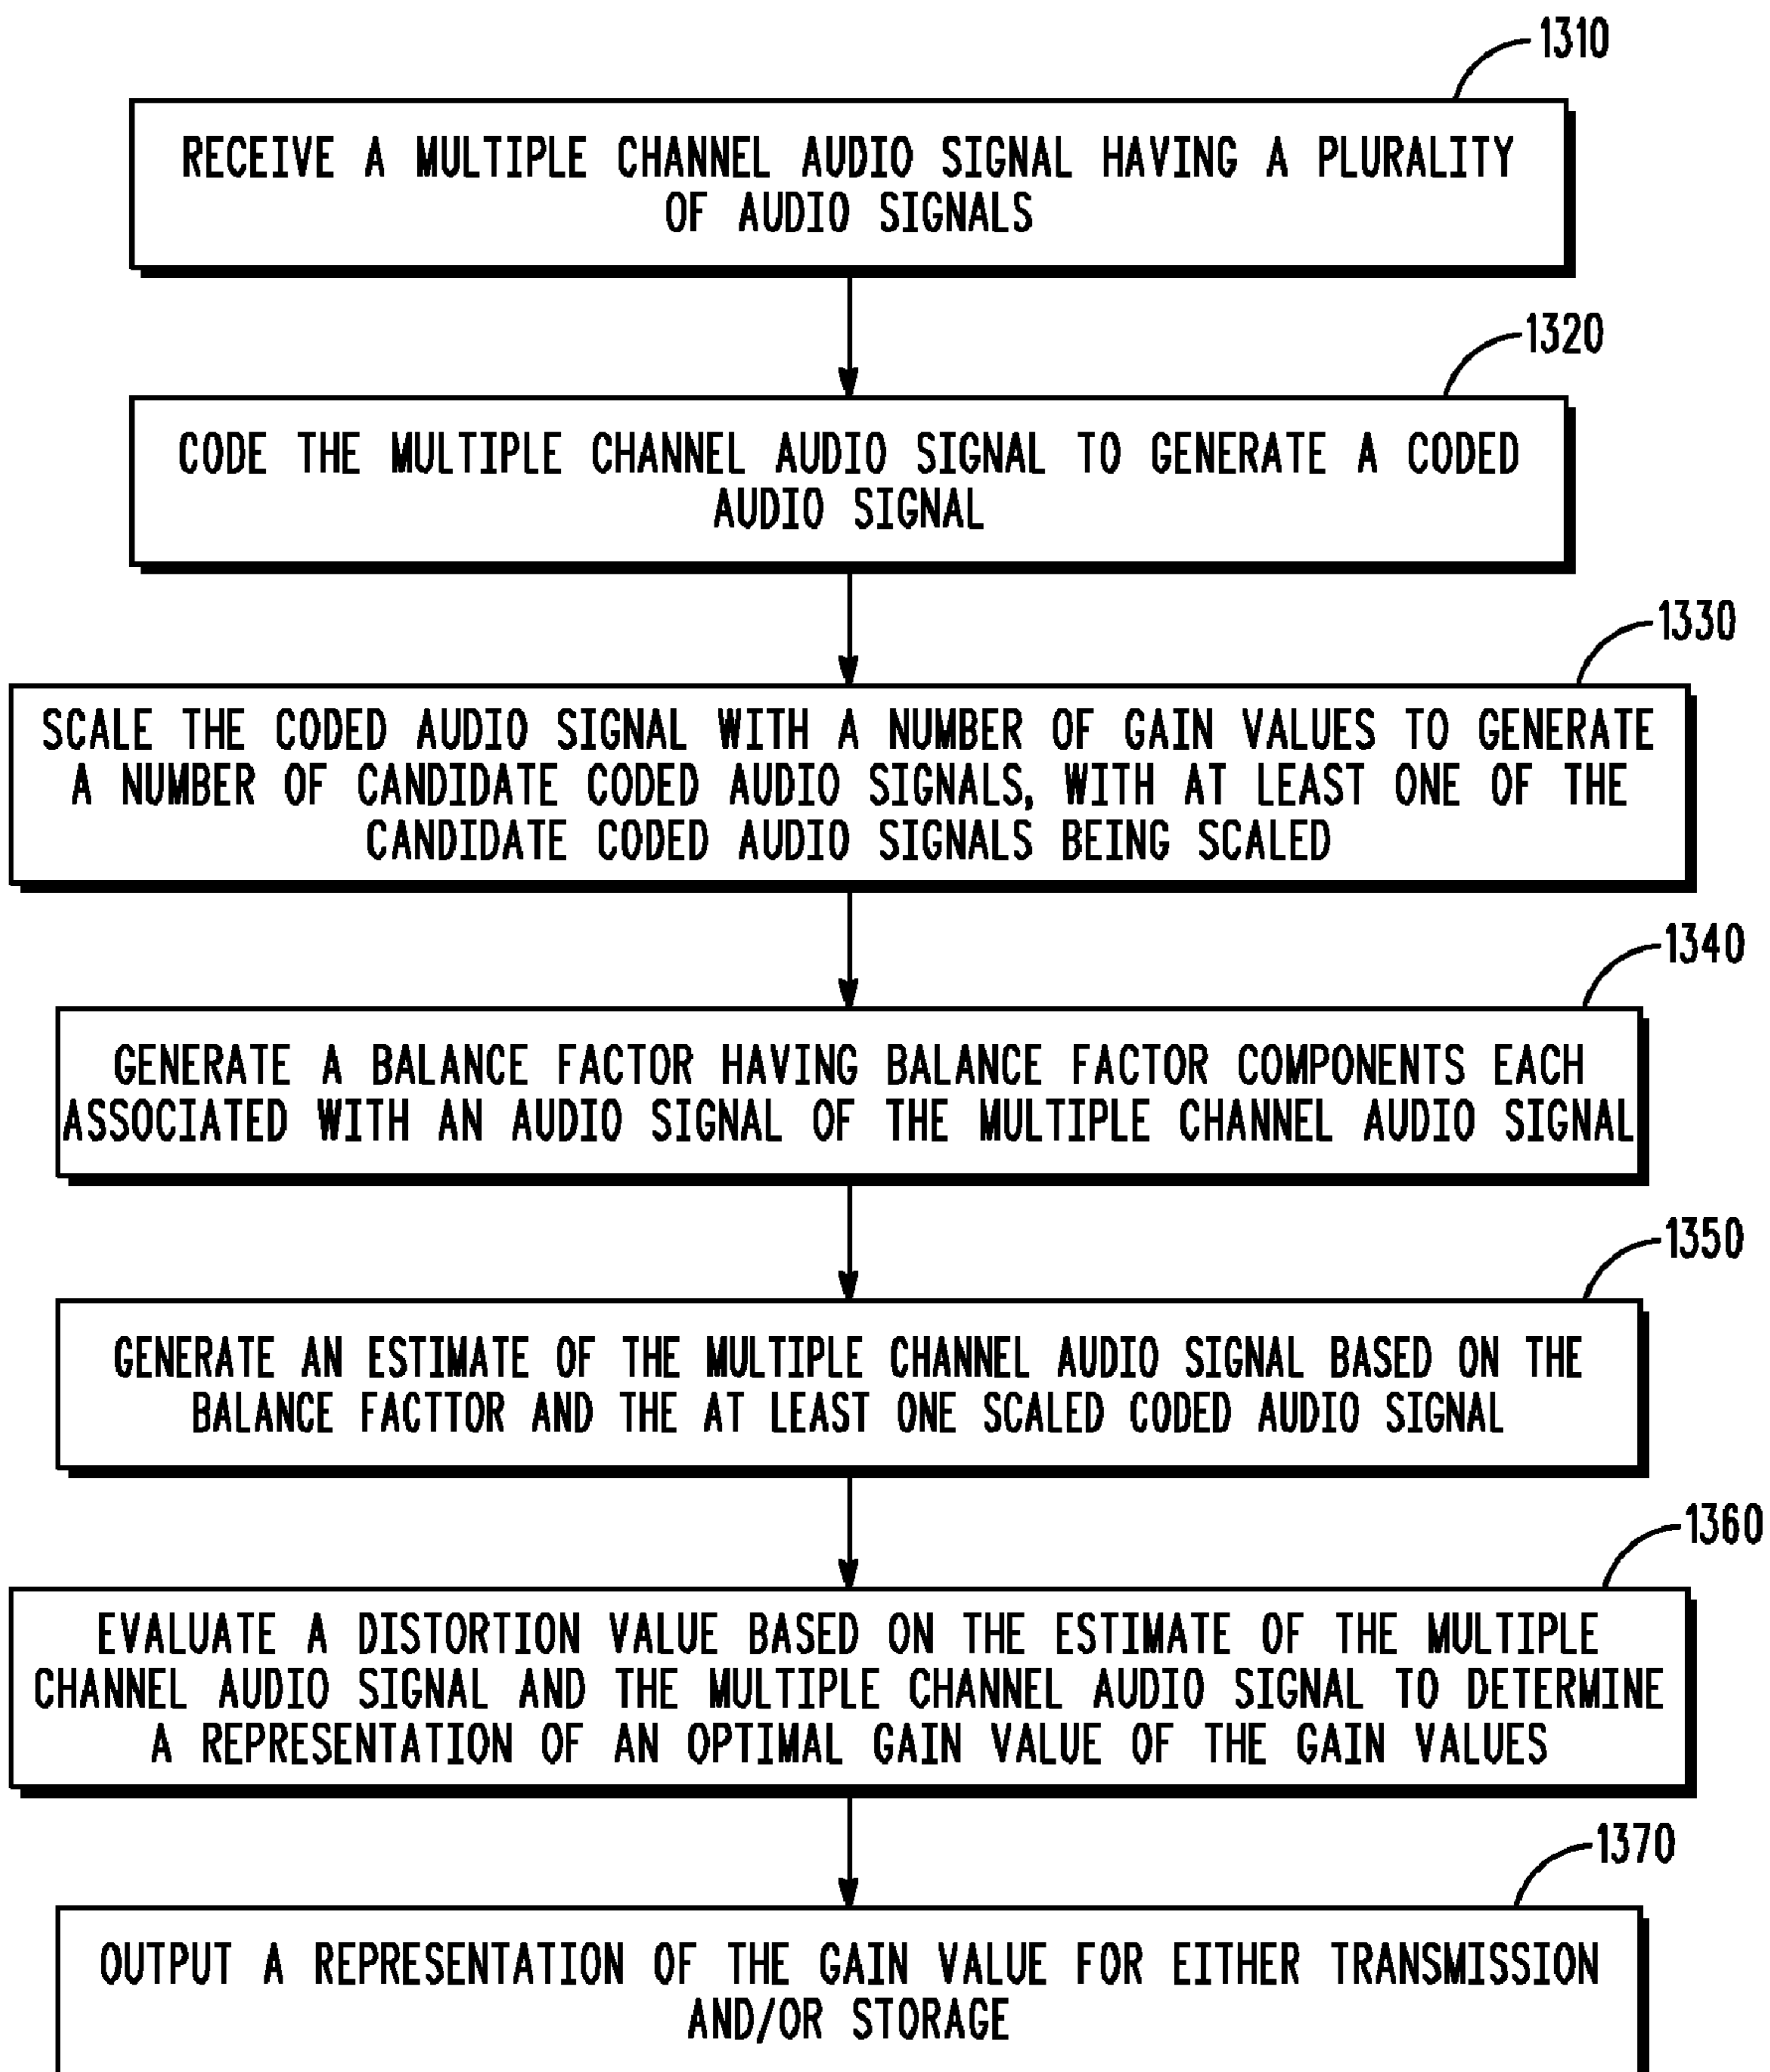 1310
RECEIVE A MULTIPLE CHANNEL AUDIO SIGNAL HAVING A PLURALITY
OF AUDIO SIGNALS
1320
CODE THE MULTIPLE CHANNEL AUDIO SIGNAL TO GENERATE A CODED
AUDIO SIGNAL
1330
SCALE THE CODED AUDIO SIGNAL WITH A NUMBER OF GAIN VALUES TO GENERATE
A NUMBER OF CANDIDATE CODED AUDIO SIGNALS, WITH AT LEAST ONE OF THE
CANDIDATE CODED AUDIO SIGNALS BEING SCALED
1340
GENERATE A BALANCE FACTOR HAVING BALANCE FACTOR COMPONENTS EACH
ASSOCIATED WITH AN AUDIO SIGNAL OF THE MULTIPLE CHANNEL AUDIO SIGNAL
1350
GENERATE AN ESTIMATE OF THE MULTIPLE CHANNEL AUDIO SIGNAL BASED ON THE
BALANCE FACTTOR AND THE AT LEAST ONE SCALED CODED AUDIO SIGNAL
1360
EVALUATE A DISTORTION VALUE BASED ON THE ESTIMATE OF THE MULTIPLE
CHANNEL AUDIO SIGNAL AND THE MULTIPLE CHANNEL AUDIO SIGNAL TO DETERMINE
A REPRESENTATION OF AN OPTIMAL GAIN VALUE OF THE GAIN VALUES
1370
OUTPUT A REPRESENTATION OF THE GAIN VALUE FOR EITHER TRANSMISSION
AND/OR STORAGE